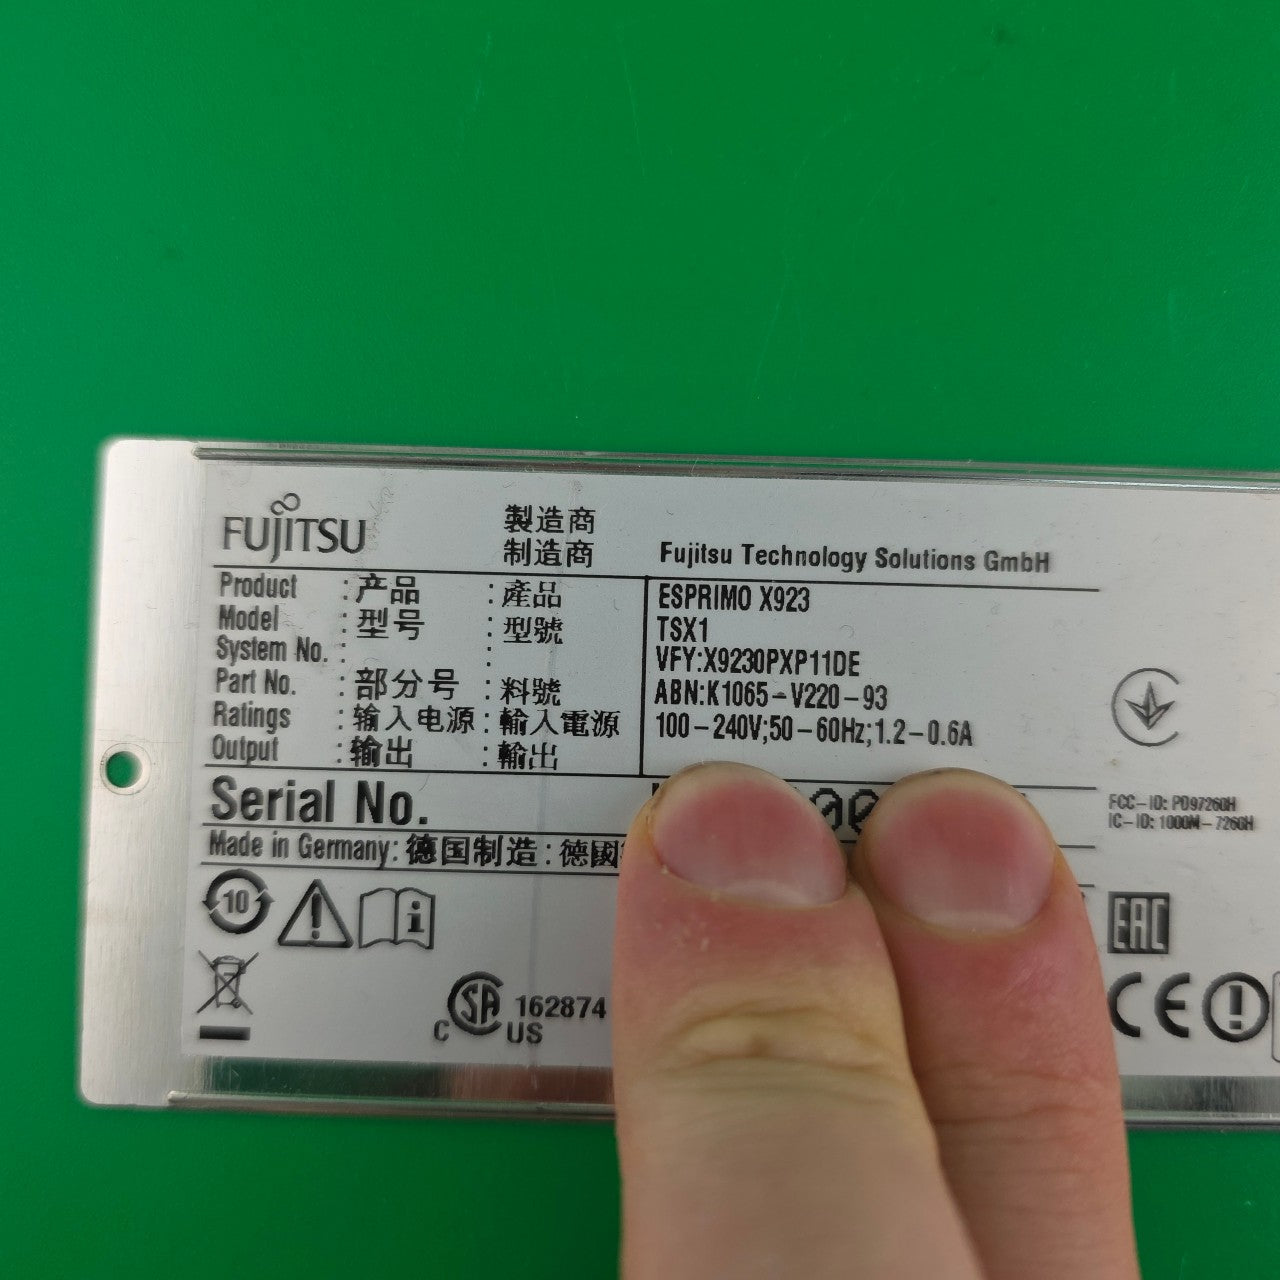 FUJITSU
製造商
制造商
Fujitsu Technology Solutions GmbH
Product : 产品 : 產品 ESPRIMO X923
Model : 型号 : 型號 TSX1
System No. : : VFY:X9230PXP11DE
Part No. : 部分号 : 料號 ABN:K1065-V220-93
Ratings : 输入电源 : 輸入電源 100-240V;50-60Hz;1.2-0.6A
Output : 输出 : 輸出
Serial No.
FCC-ID: PD97260H
IC-ID: 1000M-7260H
Made in Germany: 德国制造 : 德國
10
EAC
C SA US 162874
CE